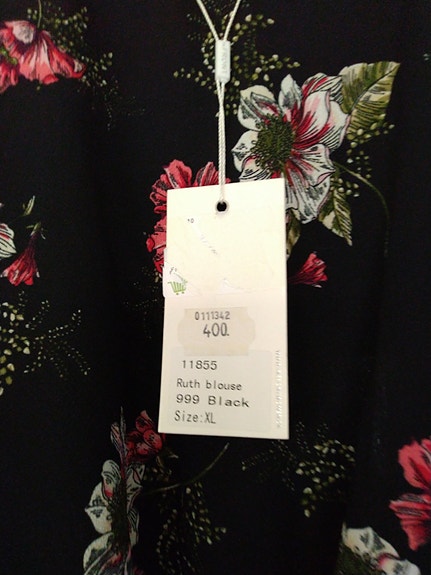 0111342
400.
11855
Ruth blouse
999 Black
Size:XL